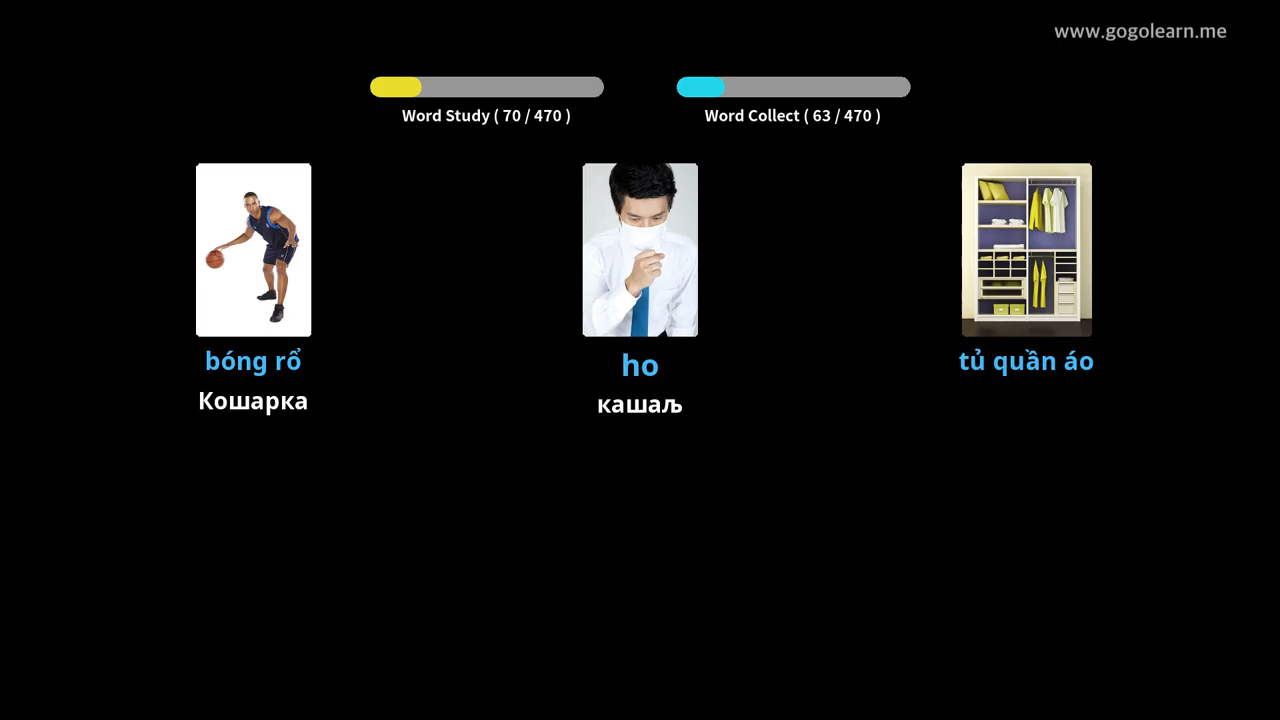 www.gogolearn.me
Word Study ( 70 / 470 )
Word Collect ( 63 / 470 )
bóng rổ
Кошарка
ho
кашаљ
tủ quần áo